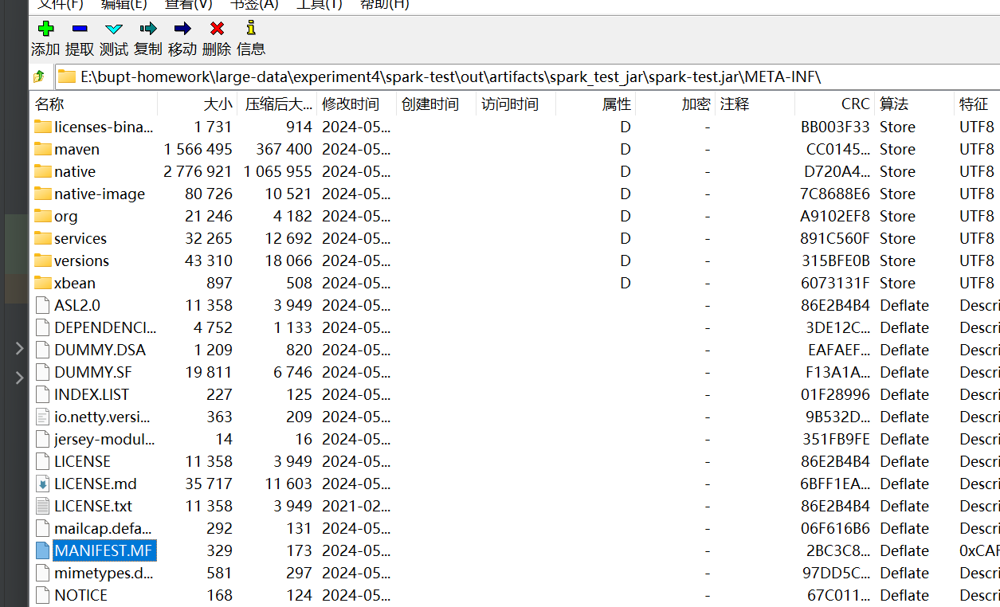 文件(F) 编辑(E) 查看(V) 书签(A) 工具(T) 帮助(H)
添加 提取 测试 复制 移动 删除 信息
E:\bupt-homework\large-data\experiment4\spark-test\out\artifacts\spark_test_jar\spark-test.jar\META-INF\
名称 大小 压缩后大... 修改时间 创建时间 访问时间 属性 加密 注释 CRC 算法 特征
licenses-bina... 1 731 914 2024-05... D - BB003F33 Store UTF8
maven 1 566 495 367 400 2024-05... D - CC0145... Store UTF8
native 2 776 921 1 065 955 2024-05... D - D720A4... Store UTF8
native-image 80 726 10 521 2024-05... D - 7C8688E6 Store UTF8
org 21 246 4 182 2024-05... D - A9102EF8 Store UTF8
services 32 265 12 692 2024-05... D - 891C560F Store UTF8
versions 43 310 18 066 2024-05... D - 315BFE0B Store UTF8
xbean 897 508 2024-05... D - 6073131F Store UTF8
ASL2.0 11 358 3 949 2024-05... - 86E2B4B4 Deflate Descri
DEPENDENCI... 4 752 1 133 2024-05... - 3DE12C... Deflate Descri
DUMMY.DSA 1 209 820 2024-05... - EAFAEF... Deflate Descri
DUMMY.SF 19 811 6 746 2024-05... - F13A1A... Deflate Descri
INDEX.LIST 227 125 2024-05... - 01F28996 Deflate Descri
io.netty.versi... 363 209 2024-05... - 9B532D... Deflate Descri
jersey-modul... 14 16 2024-05... - 351FB9FE Deflate Descri
LICENSE 11 358 3 949 2024-05... - 86E2B4B4 Deflate Descri
LICENSE.md 35 717 11 603 2024-05... - 6BFF1EA... Deflate Descri
LICENSE.txt 11 358 3 949 2021-02... - 86E2B4B4 Deflate Descri
mailcap.defa... 292 131 2024-05... - 06F616B6 Deflate Descri
MANIFEST.MF 329 173 2024-05... - 2BC3C8... Deflate 0xCAF
mimetypes.d... 581 297 2024-05... - 97DD5C... Deflate Descri
NOTICE 168 124 2024-05... - 67C011... Deflate Descri